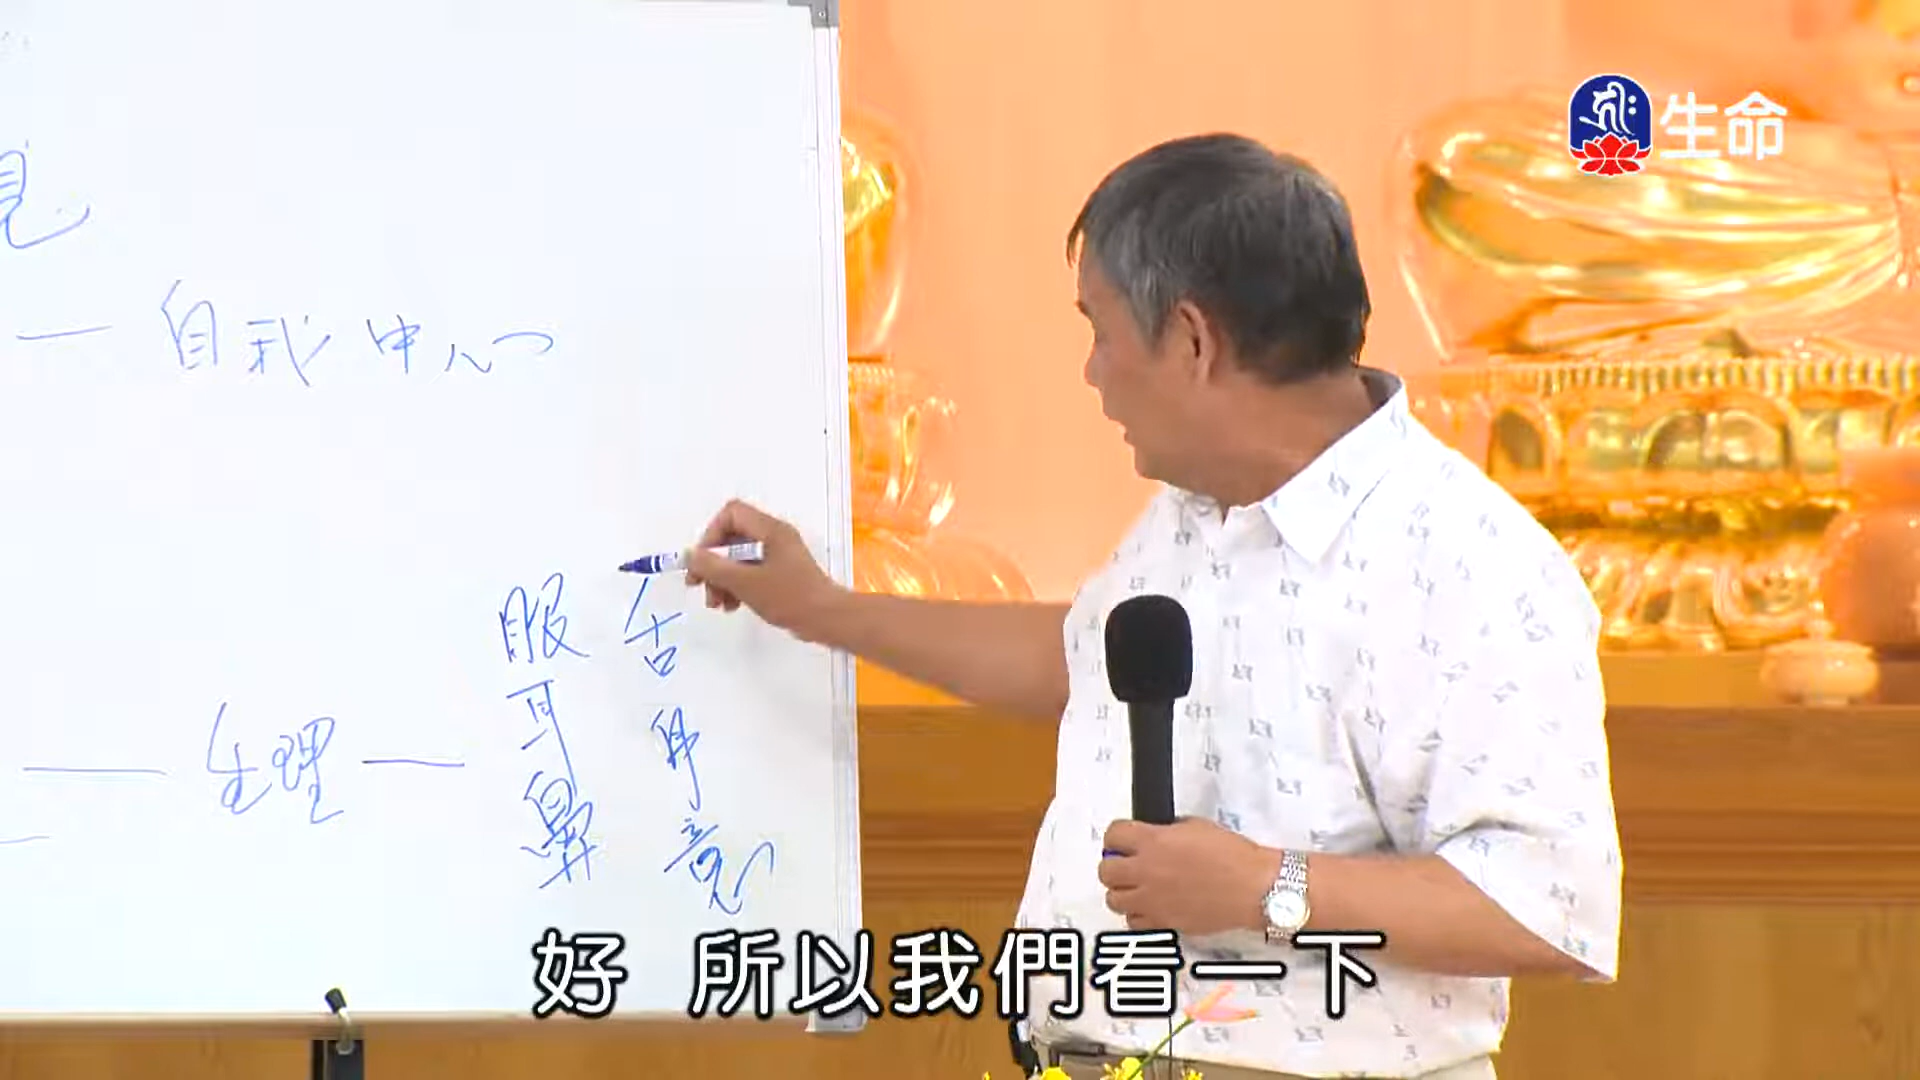 生命
見
— 自我中心
— 生理 —
眼 舌
耳 身
鼻 意
好 所以我們看一下